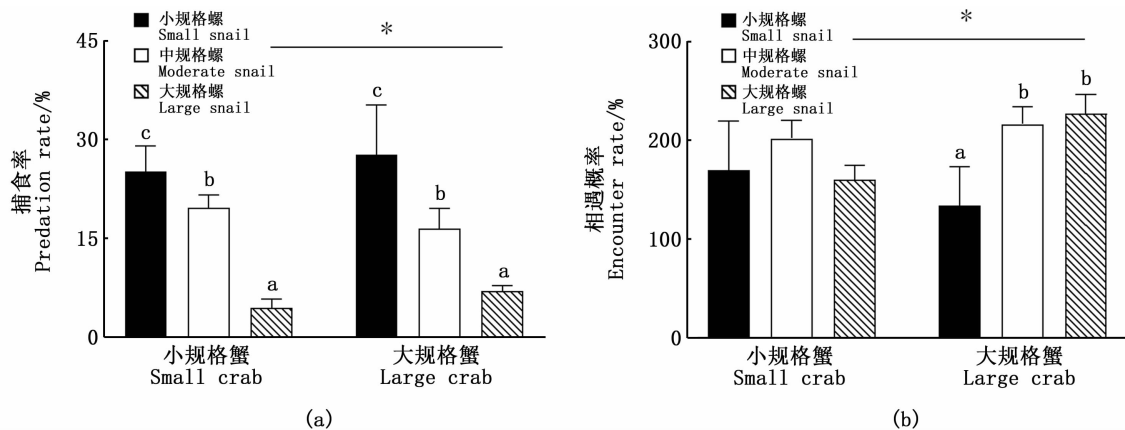 45
30
15
0
捕食率
Predation rate/%
小规格螺
Small snail
中规格螺
Moderate snail
大规格螺
Large snail
*
c
b
a
c
b
a
小规格蟹
Small crab
大规格蟹
Large crab
(a)
300
200
100
0
相遇概率
Encounter rate/%
小规格螺
Small snail
中规格螺
Moderate snail
大规格螺
Large snail
*
a
b
b
小规格蟹
Small crab
大规格蟹
Large crab
(b)